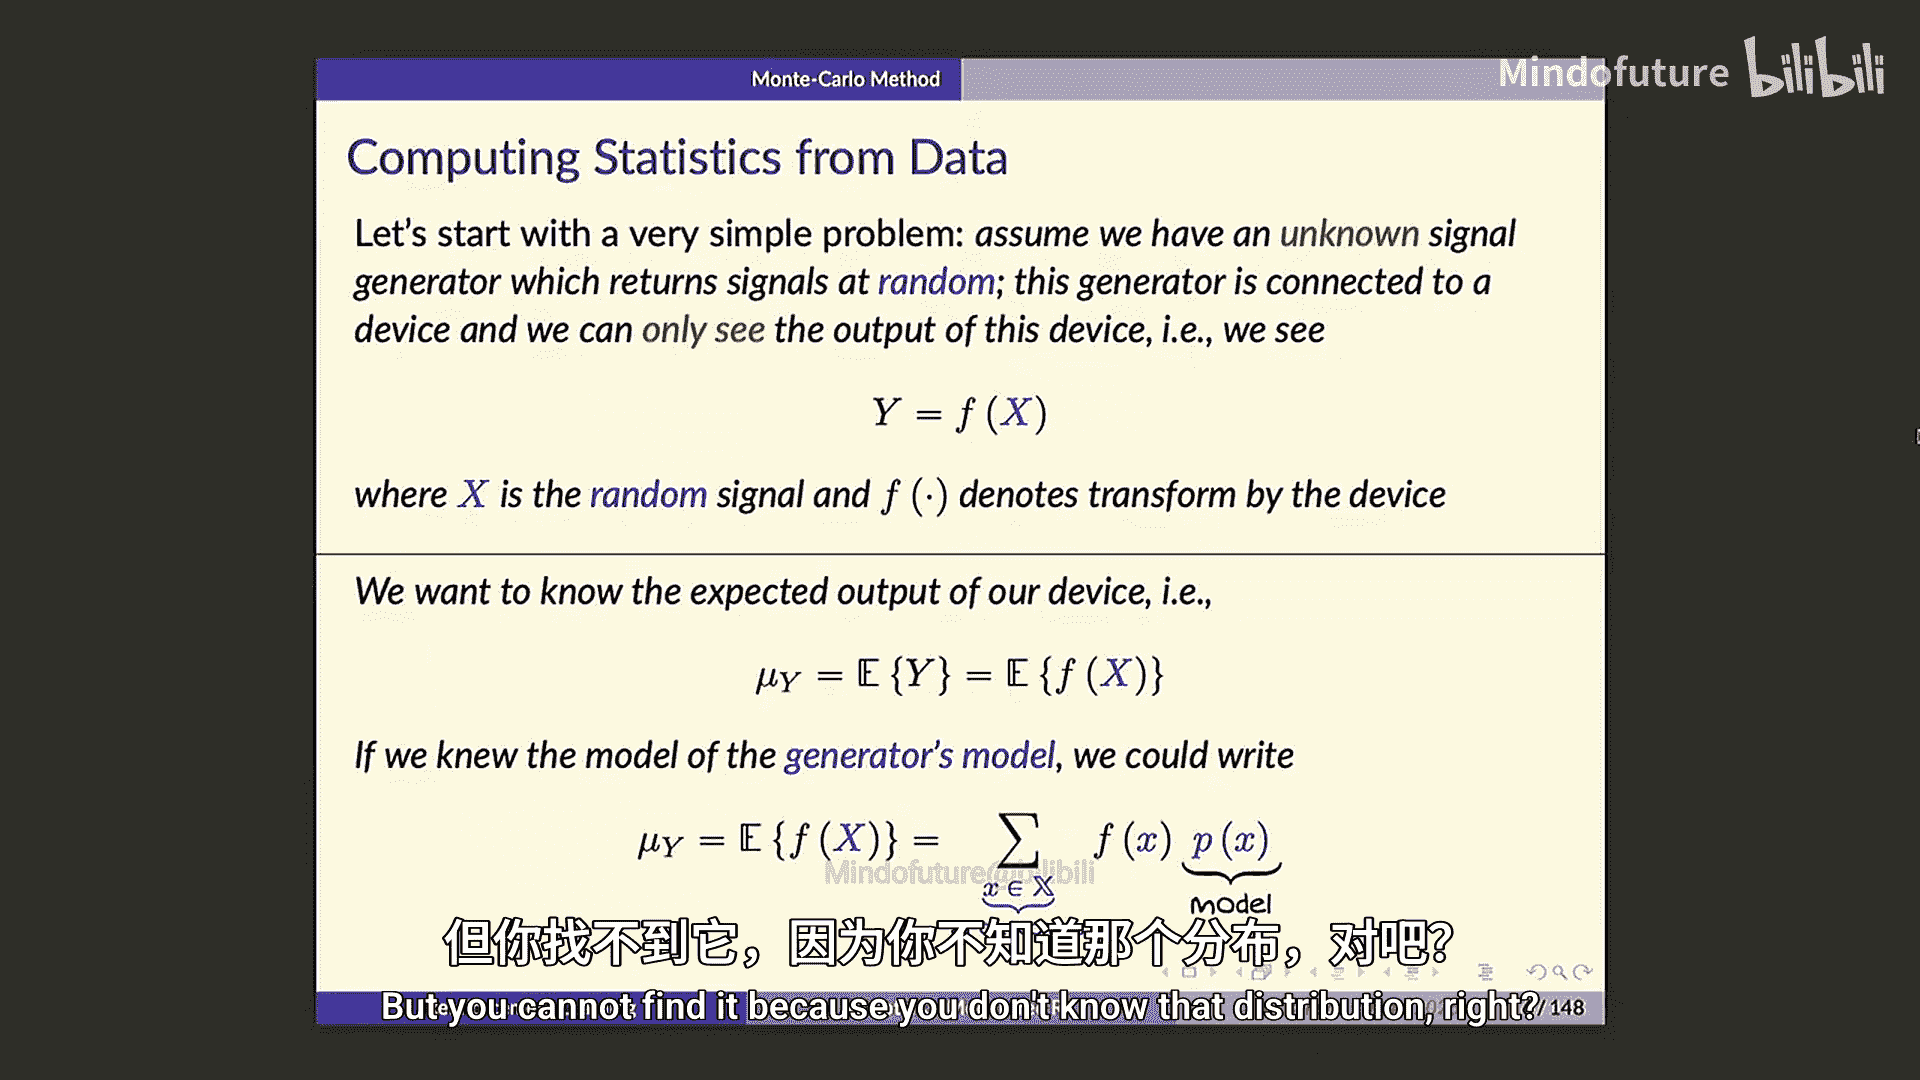 Monte-Carlo Method
Mindofuture bilibili
Computing Statistics from Data
Let's start with a very simple problem: assume we have an unknown signal
generator which returns signals at random; this generator is connected to a
device and we can only see the output of this device, i.e., we see
Y = f (X)
where X is the random signal and f (·) denotes transform by the device
We want to know the expected output of our device, i.e.,
μ_Y = 𝔼 {Y} = 𝔼 {f (X)}
If we knew the model of the generator's model, we could write
μ_Y = 𝔼 {f (X)} = ∑ f (x) p (x)
x ∈ 𝕏
model
Mindofuture@bilibili
但你找不到它，因为你不知道那个分布，对吧？
But you cannot find it because you don't know that distribution, right?
/ 148